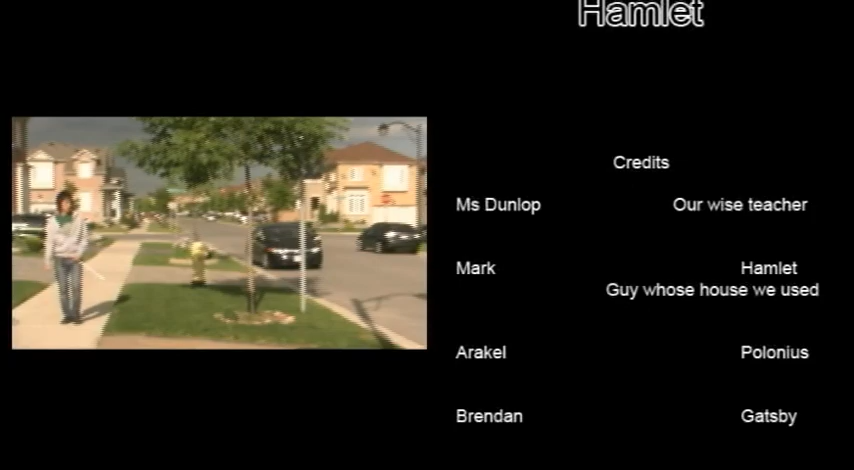 Hamlet
Credits
Ms Dunlop Our wise teacher
Mark Hamlet
Guy whose house we used
Arakel Polonius
Brendan Gatsby